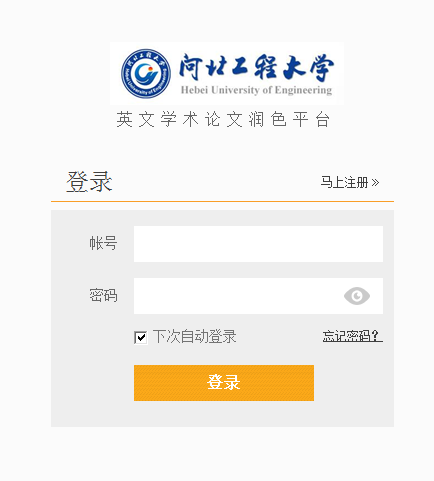 河北工程大学
Hebei University of Engineering
英文学术论文润色平台
登录
马上注册 »
帐号
密码
下次自动登录
忘记密码?
登录